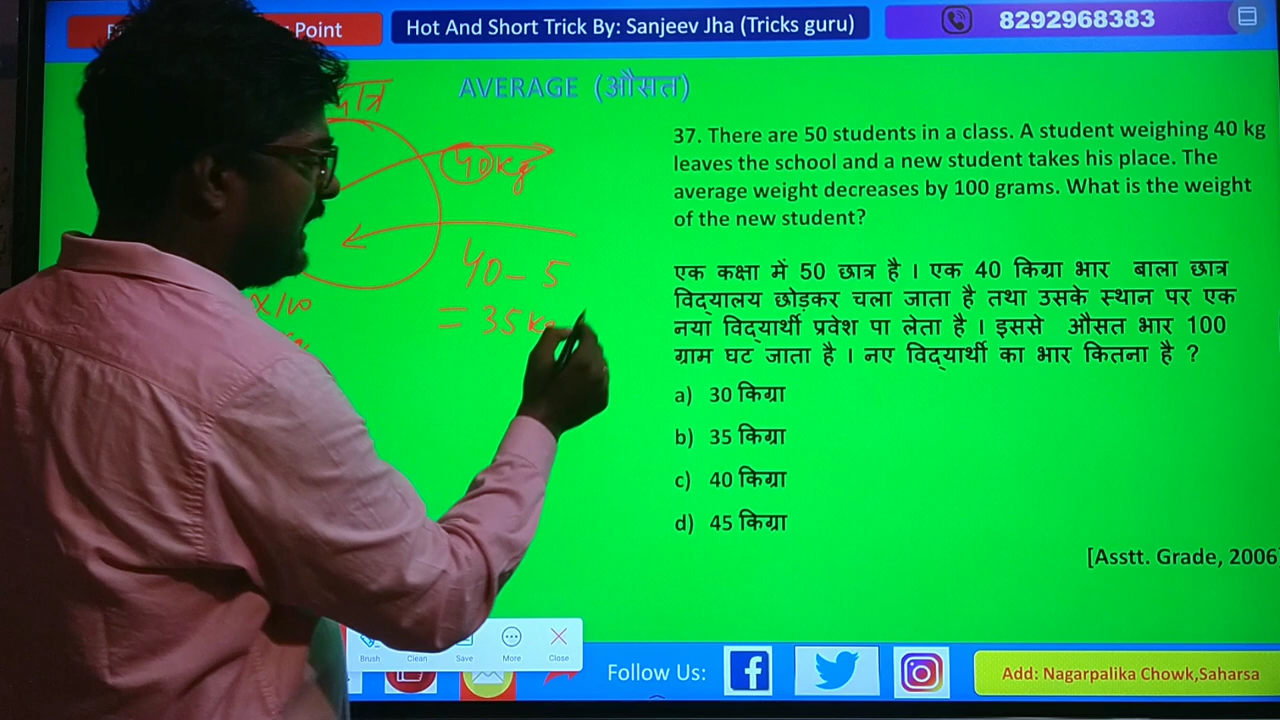 Point
Hot And Short Trick By: Sanjeev Jha (Tricks guru)
8292968383
AVERAGE (औसत)
40kg
40 – 5
= 35 k
x/10
37. There are 50 students in a class. A student weighing 40 kg
leaves the school and a new student takes his place. The
average weight decreases by 100 grams. What is the weight
of the new student?
एक कक्षा में 50 छात्र है । एक 40 किग्रा भार बाला छात्र
विद्यालय छोड़कर चला जाता है तथा उसके स्थान पर एक
नया विद्यार्थी प्रवेश पा लेता है । इससे औसत भार 100
ग्राम घट जाता है । नए विद्यार्थी का भार कितना है ?
a) 30 किग्रा
b) 35 किग्रा
c) 40 किग्रा
d) 45 किग्रा
[Asstt. Grade, 2006
Brush Clean Save More Close
Follow Us:
Add: Nagarpalika Chowk,Saharsa